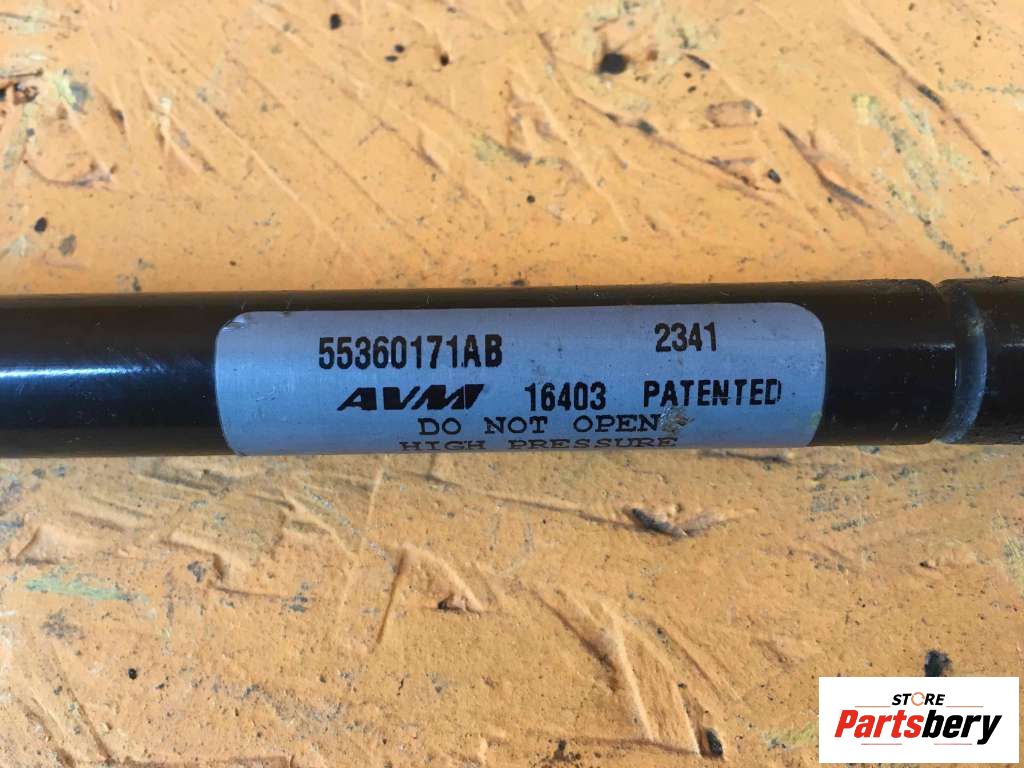 55360171AB 2341
AVM 16403 PATENTED
DO NOT OPEN
HIGH PRESSURE
STORE
Partsbery